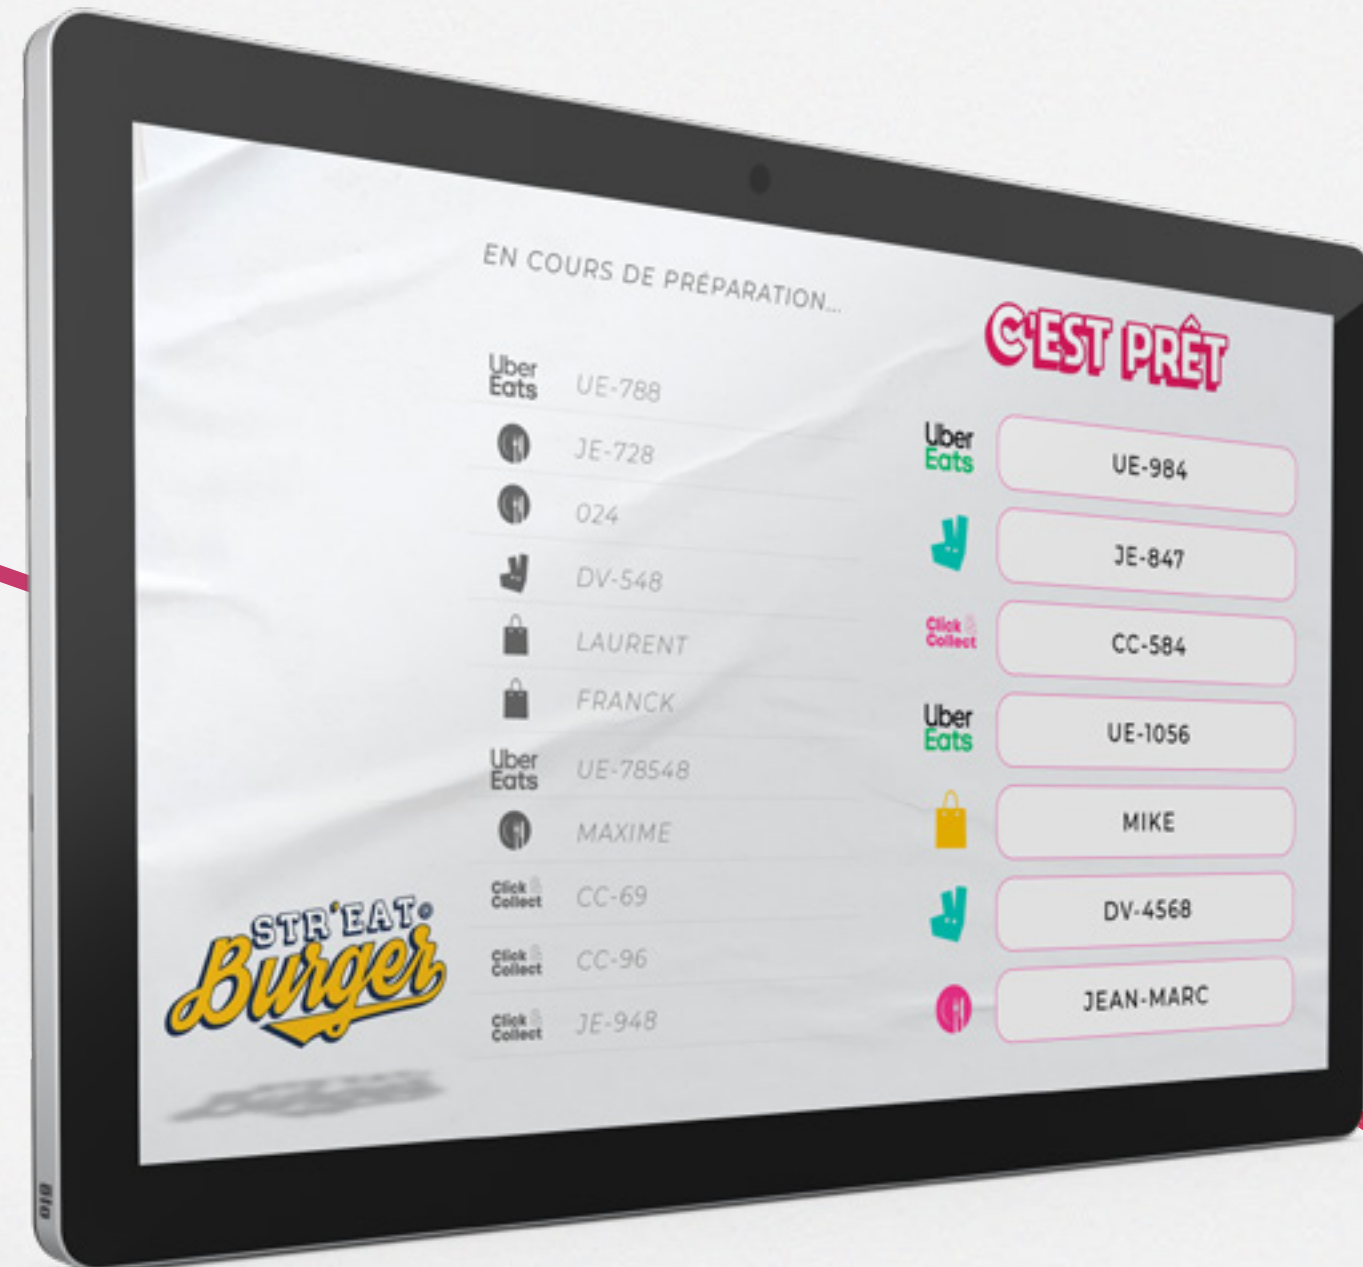 EN COURS DE PRÉPARATION...
Uber
Eats
UE-788
JE-728
024
DV-548
LAURENT
FRANCK
Uber
Eats
UE-78548
MAXIME
Click &
Collect
CC-69
Click &
Collect
CC-96
Click &
Collect
JE-948
C'EST PRÊT
Uber
Eats
UE-984
JE-847
Click &
Collect
CC-584
Uber
Eats
UE-1056
MIKE
DV-4568
JEAN-MARC
STR'EAT
Burger
elo